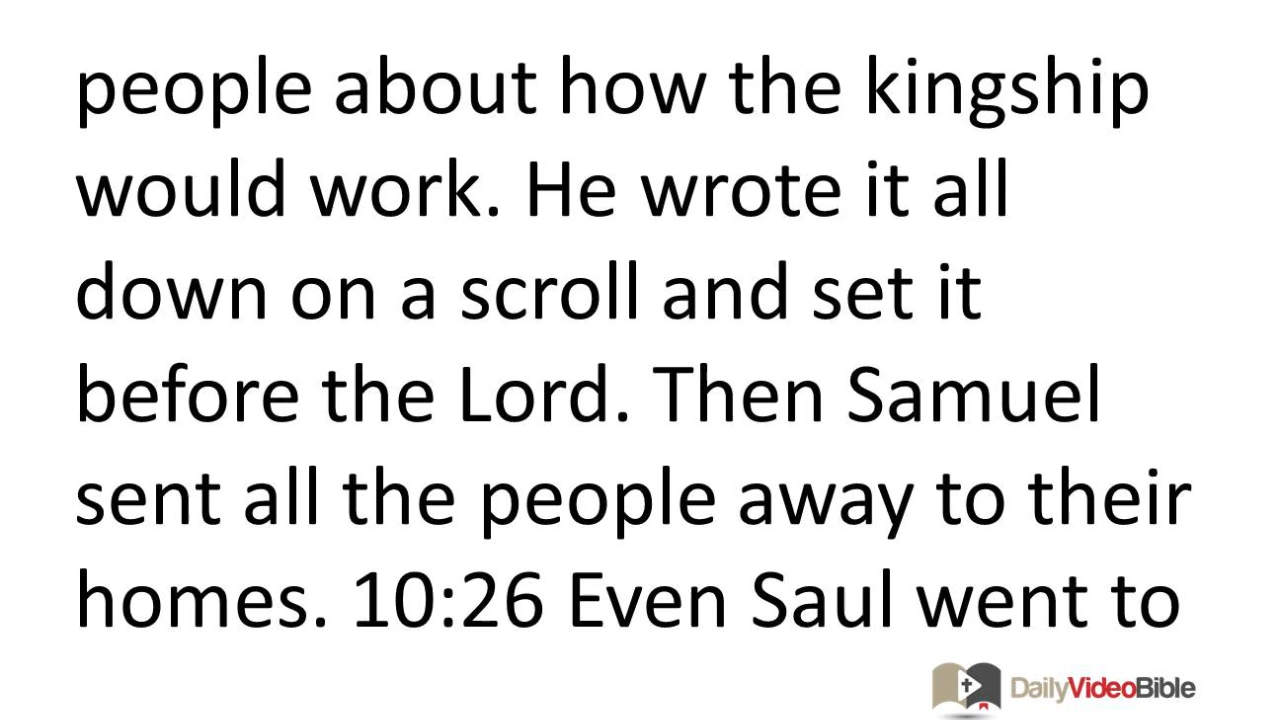 people about how the kingship
would work. He wrote it all
down on a scroll and set it
before the Lord. Then Samuel
sent all the people away to their
homes. 10:26 Even Saul went to
DailyVideoBible